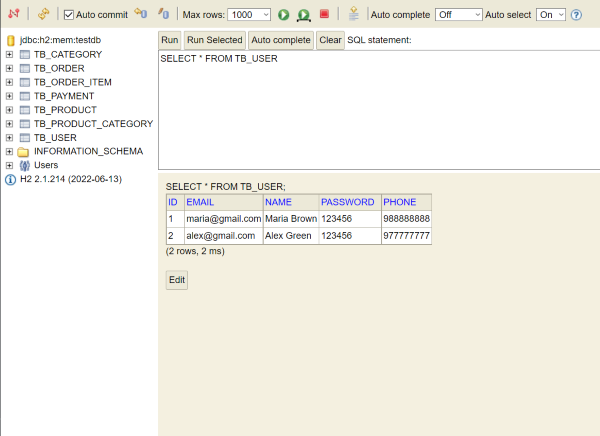 Auto commit Max rows: 1000 Auto complete Off Auto select On ?
jdbc:h2:mem:testdb
TB_CATEGORY
TB_ORDER
TB_ORDER_ITEM
TB_PAYMENT
TB_PRODUCT
TB_PRODUCT_CATEGORY
TB_USER
INFORMATION_SCHEMA
Users
H2 2.1.214 (2022-06-13)
Run Run Selected Auto complete Clear SQL statement:
SELECT * FROM TB_USER
SELECT * FROM TB_USER;
ID EMAIL NAME PASSWORD PHONE
1 maria@gmail.com Maria Brown 123456 988888888
2 alex@gmail.com Alex Green 123456 977777777
(2 rows, 2 ms)
Edit